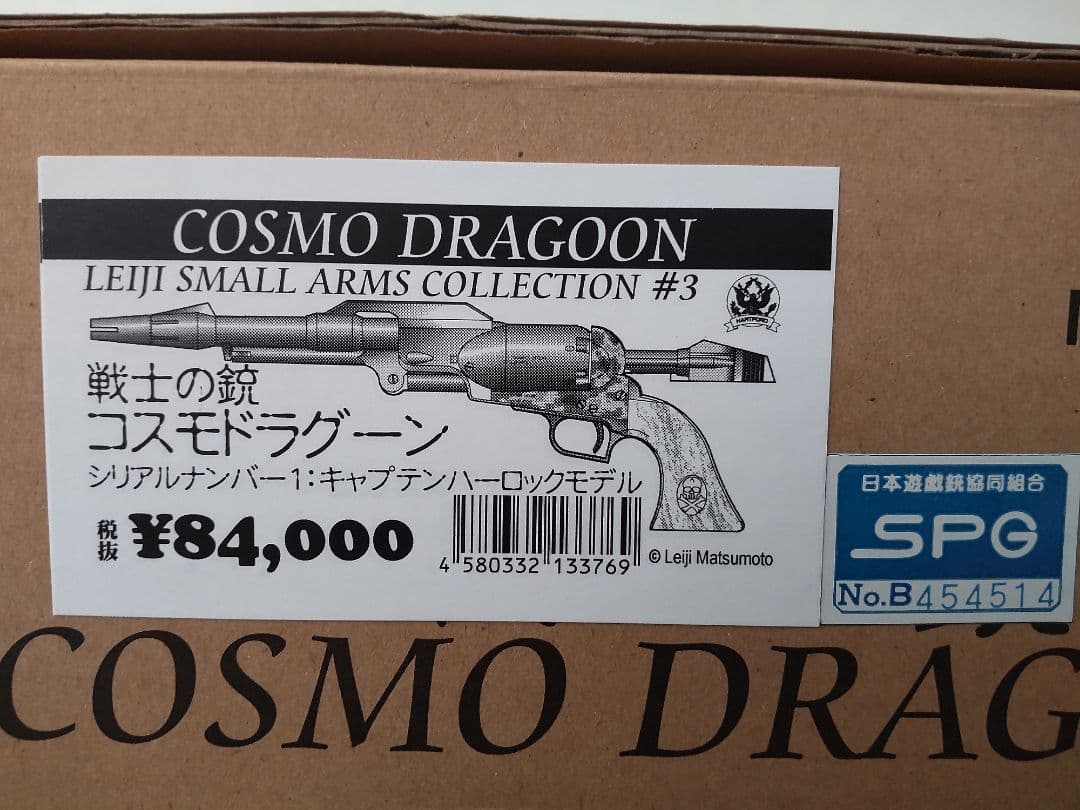 COSMO DRAGOON
LEIJI SMALL ARMS COLLECTION #3
HARTFORD
戦士の銃
コスモドラグーン
シリアルナンバー1:キャプテンハーロックモデル
税抜 ¥84,000
4 580332 133769
© Leiji Matsumoto
日本遊戯銃協同組合
SPG
No.B454514
COSMO DRAG